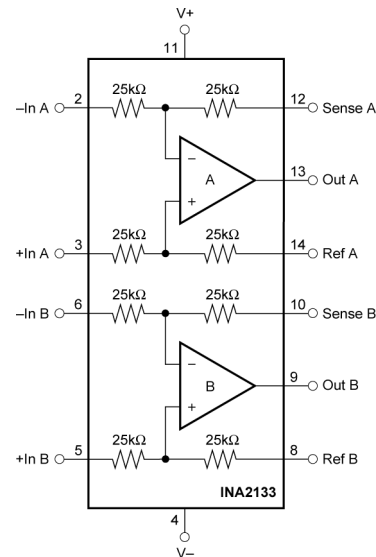 V+
11
25kΩ 25kΩ
–In A 2 12 Sense A
–
A 13 Out A
+
25kΩ 25kΩ
+In A 3 14 Ref A
25kΩ 25kΩ
–In B 6 10 Sense B
–
B 9 Out B
+
25kΩ 25kΩ
+In B 5 8 Ref B
INA2133
4
V–